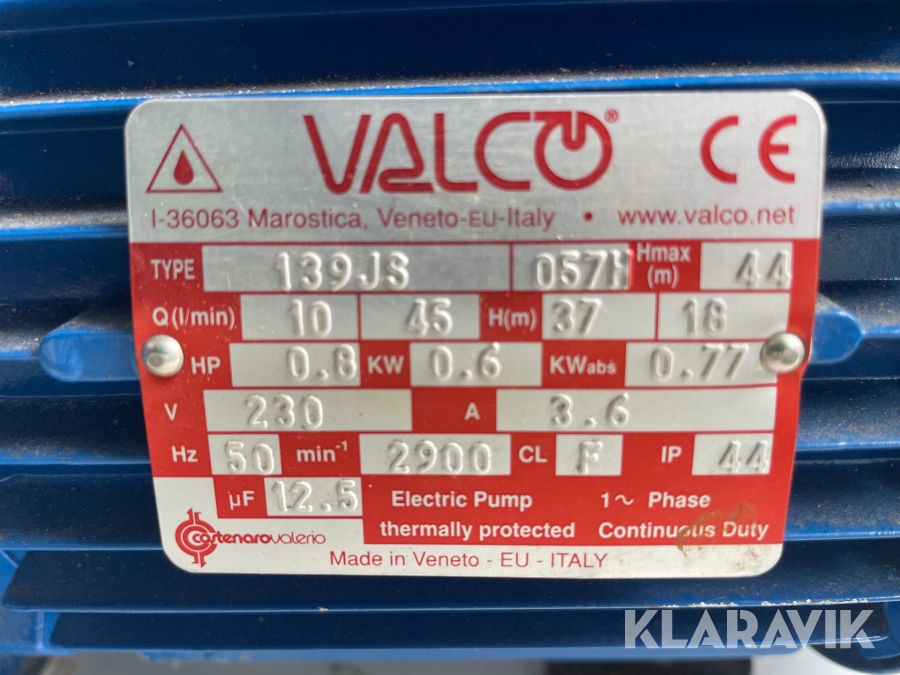 VALCO® CE
I-36063 Marostica, Veneto-EU-Italy • www.valco.net
TYPE 139JS 057H Hmax (m) 44
Q(l/min) 10 45 H(m) 37 18
HP 0.8 KW 0.6 KWabs 0.77
V 230 A 3.6
Hz 50 min-1 2900 CL F IP 44
µF 12.5 Electric Pump 1~ Phase
costenarovalerio thermally protected Continuous Duty
Made in Veneto - EU - ITALY
KLARAVIK